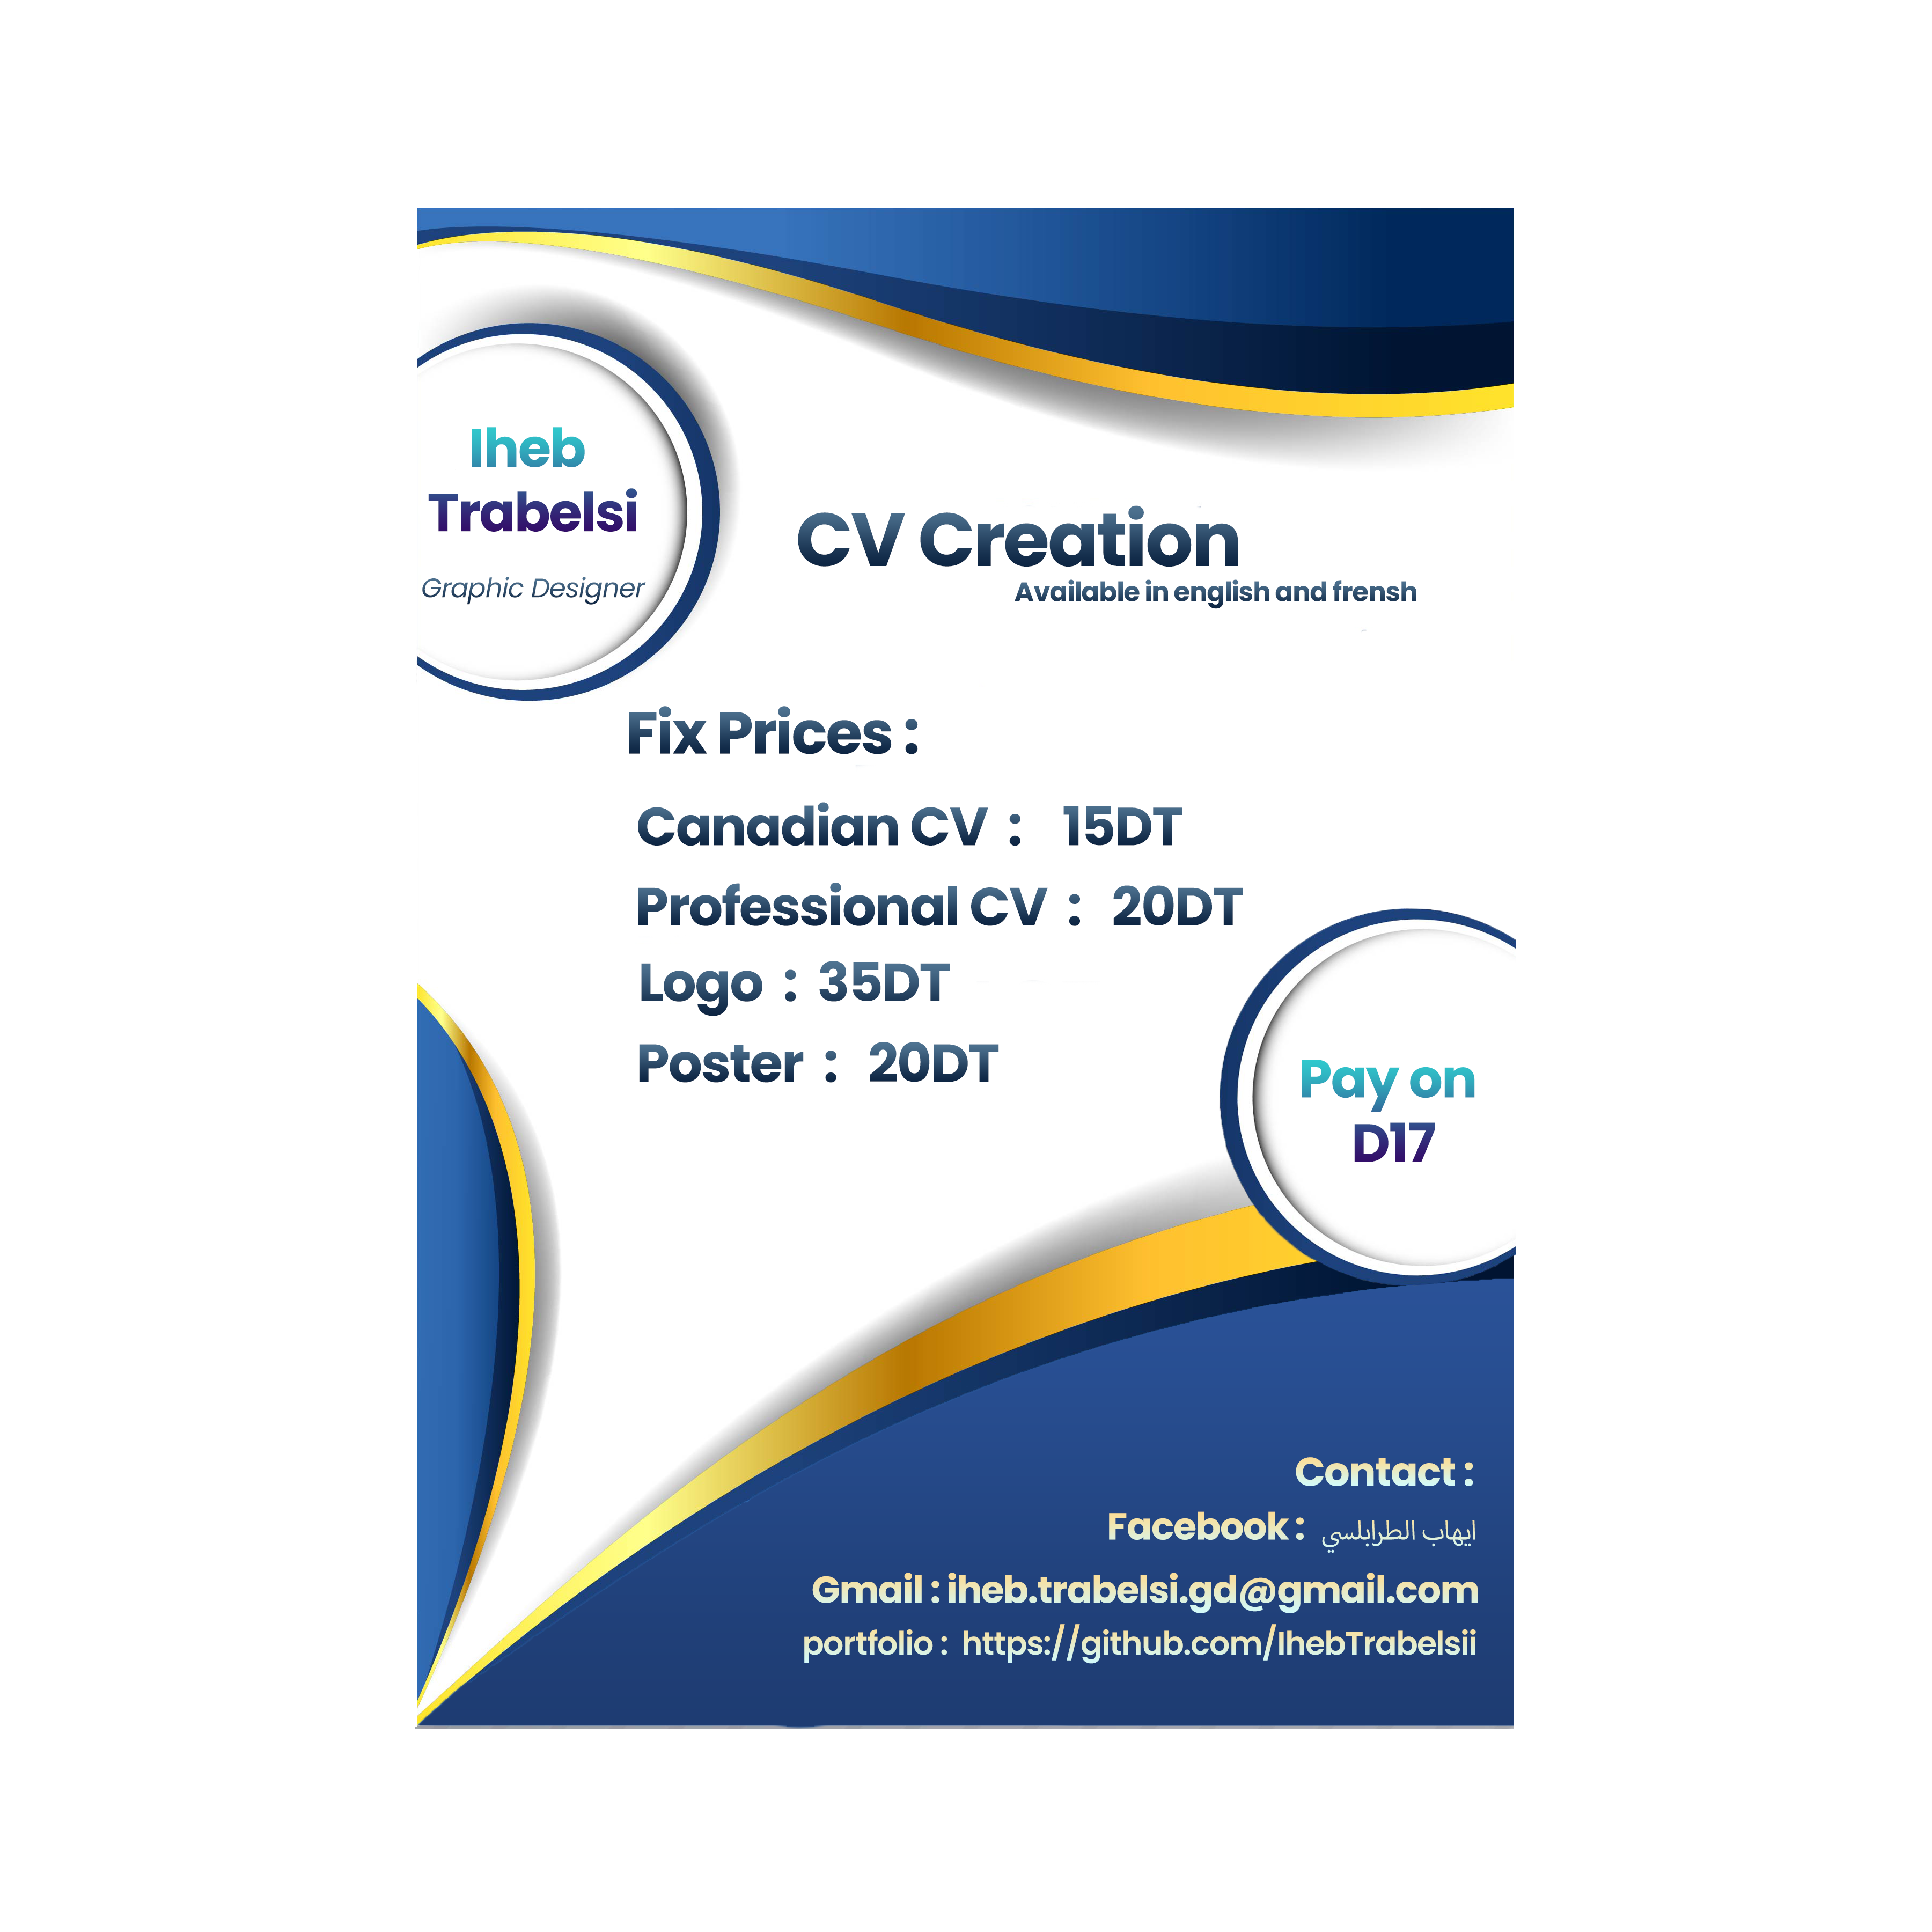 Iheb
Trabelsi
Graphic Designer
CV Creation
Available in english and frensh
Fix Prices :
Canadian CV : 15DT
Professional CV : 20DT
Logo : 35DT
Poster : 20DT
Pay on
D17
Contact :
Facebook : ايهاب الطرابلسي
Gmail : iheb.trabelsi.gd@gmail.com
portfolio : https://github.com/IhebTrabelsii